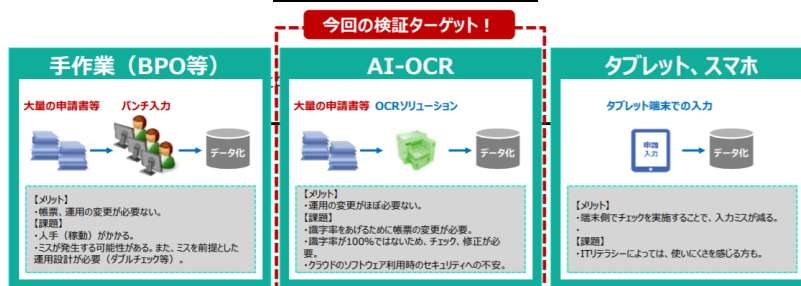 今回の検証ターゲット！
手作業（BPO等）
大量の申請書等 パンチ入力
データ化
【メリット】
・帳票、運用の変更が必要ない。
【課題】
・人手（稼動）がかかる。
・ミスが発生する可能性がある。また、ミスを前提とした
運用設計が必要（ダブルチェック等）。
AI-OCR
大量の申請書等 OCRソリューション
データ化
【メリット】
・運用の変更がほぼ必要ない。
【課題】
・識字率をあげるために帳票の変更が必要。
・識字率が100％ではないため、チェック、修正が必
要。
・クラウドのソフトウェア利用時のセキュリティへの不安。
タブレット、スマホ
タブレット端末での入力
申請
入力
データ化
【メリット】
・端末側でチェックを実施することで、入力ミスが減る。
・
【課題】
・ITリテラシーによっては、使いにくさを感じる方も。